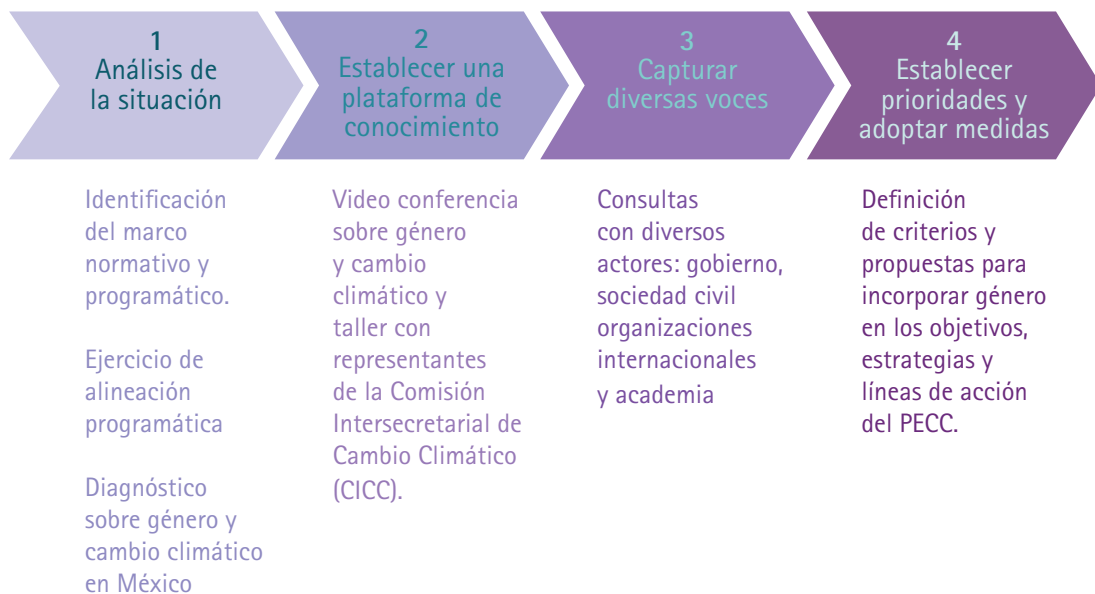 1
Análisis de
la situación
2
Establecer una
plataforma de
conocimiento
3
Capturar
diversas voces
4
Establecer
prioridades y
adoptar medidas
Identificación
del marco
normativo y
programático.
Ejercicio de
alineación
programática
Diagnóstico
sobre género y
cambio climático
en México
Video conferencia
sobre género
y cambio
climático y
taller con
representantes
de la Comisión
Intersecretarial de
Cambio Climático
(CICC).
Consultas
con diversos
actores: gobierno,
sociedad civil
organizaciones
internacionales
y academia
Definición
de criterios y
propuestas para
incorporar género
en los objetivos,
estrategias y
líneas de acción
del PECC.